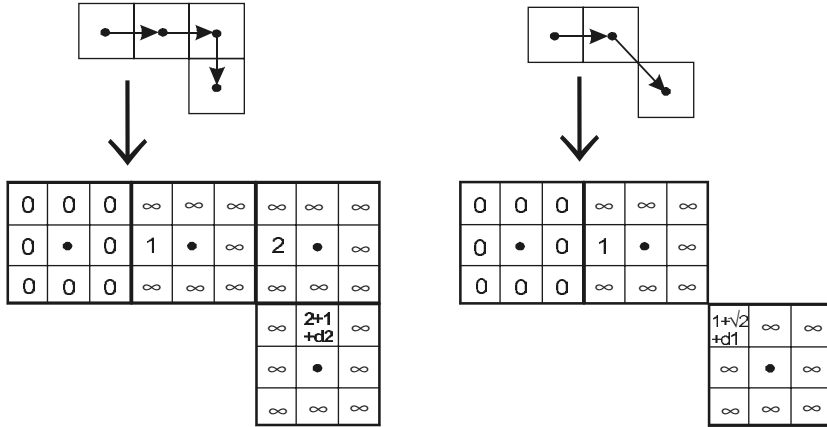 0 0 0 ∞ ∞ ∞ ∞ ∞ ∞
0 • 0 1 • ∞ 2 • ∞
0 0 0 ∞ ∞ ∞ ∞ ∞ ∞
∞ 2+1 ∞
+d2
∞ • ∞
∞ ∞ ∞
0 0 0 ∞ ∞ ∞
0 • 0 1 • ∞
0 0 0 ∞ ∞ ∞
1+√2 ∞ ∞
+d1
∞ • ∞
∞ ∞ ∞